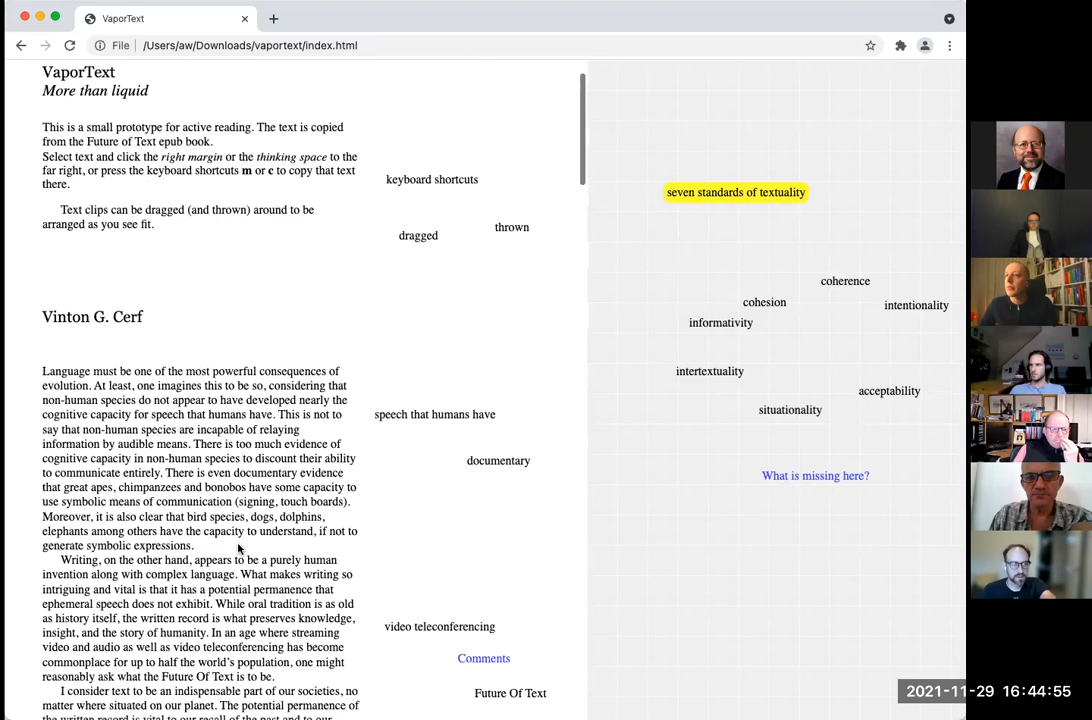 VaporText
File
/Users/aw/Downloads/vaportext/index.html
VaporText
More than liquid
This is a small prototype for active reading. The text is copied
from the Future of Text epub book.
Select text and click the right margin or the thinking space to the
far right, or press the keyboard shortcuts m or c to copy that text
there.
Text clips can be dragged (and thrown) around to be
arranged as you see fit.
keyboard shortcuts
thrown
dragged
Vinton G. Cerf
Language must be one of the most powerful consequences of
evolution. At least, one imagines this to be so, considering that
non-human species do not appear to have developed nearly the
cognitive capacity for speech that humans have. This is not to
say that non-human species are incapable of relaying
information by audible means. There is too much evidence of
cognitive capacity in non-human species to discount their ability
to communicate entirely. There is even documentary evidence
that great apes, chimpanzees and bonobos have some capacity to
use symbolic means of communication (signing, touch boards).
Moreover, it is also clear that bird species, dogs, dolphins,
elephants among others have the capacity to understand, if not to
generate symbolic expressions.
Writing, on the other hand, appears to be a purely human
invention along with complex language. What makes writing so
intriguing and vital is that it has a potential permanence that
ephemeral speech does not exhibit. While oral tradition is as old
as history itself, the written record is what preserves knowledge,
insight, and the story of humanity. In an age where streaming
video and audio as well as video teleconferencing has become
commonplace for up to half the world's population, one might
reasonably ask what the Future Of Text is to be.
I consider text to be an indispensable part of our societies, no
matter where situated on our planet. The potential permanence of
the written record is vital to our recall of the past and to our
speech that humans have
documentary
video teleconferencing
Comments
Future Of Text
seven standards of textuality
coherence
cohesion
intentionality
informativity
intertextuality
acceptability
situationality
What is missing here?
2021-11-29 16:44:55